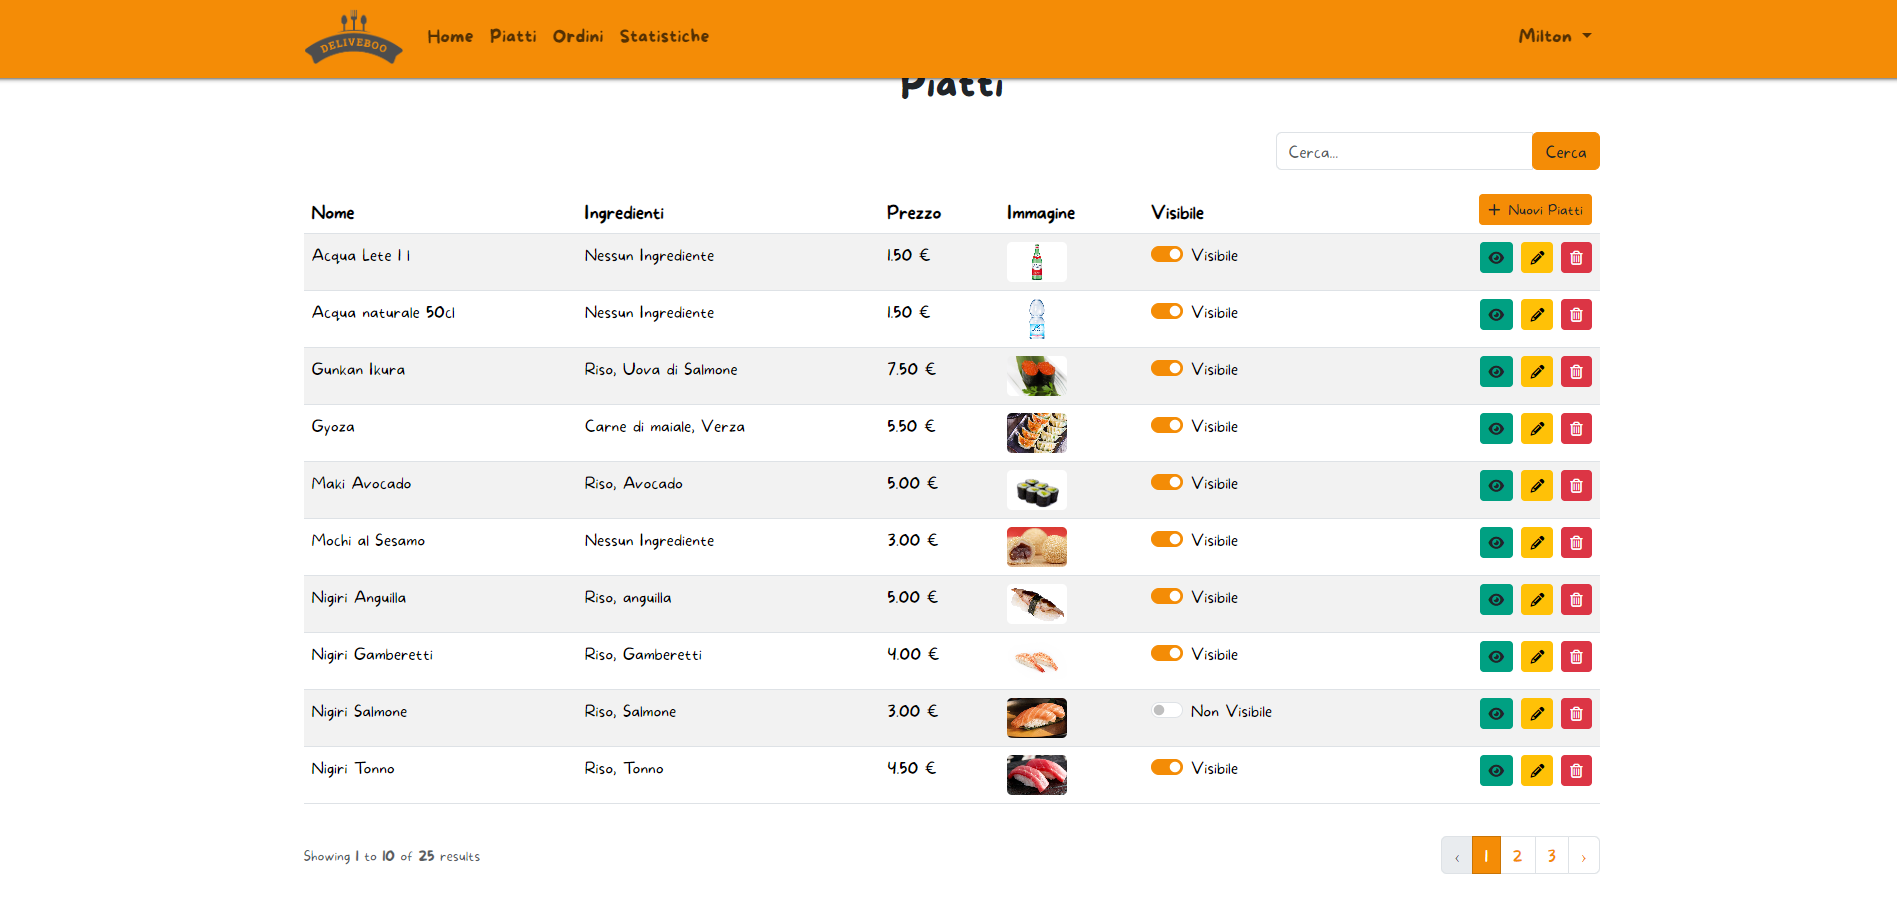 DELIVEBOO Home Piatti Ordini Statistiche Milton
Piatti
Cerca... Cerca
Nome Ingredienti Prezzo Immagine Visibile + Nuovi Piatti
Acqua Lete 1 l Nessun Ingrediente 1.50 € Visibile
Acqua naturale 50cl Nessun Ingrediente 1.50 € Visibile
Gunkan Ikura Riso, Uova di Salmone 7.50 € Visibile
Gyoza Carne di maiale, Verza 5.50 € Visibile
Maki Avocado Riso, Avocado 5.00 € Visibile
Mochi al Sesamo Nessun Ingrediente 3.00 € Visibile
Nigiri Anguilla Riso, anguilla 5.00 € Visibile
Nigiri Gamberetti Riso, Gamberetti 4.00 € Visibile
Nigiri Salmone Riso, Salmone 3.00 € Non Visibile
Nigiri Tonno Riso, Tonno 4.50 € Visibile
Showing 1 to 10 of 25 results ‹ 1 2 3 ›